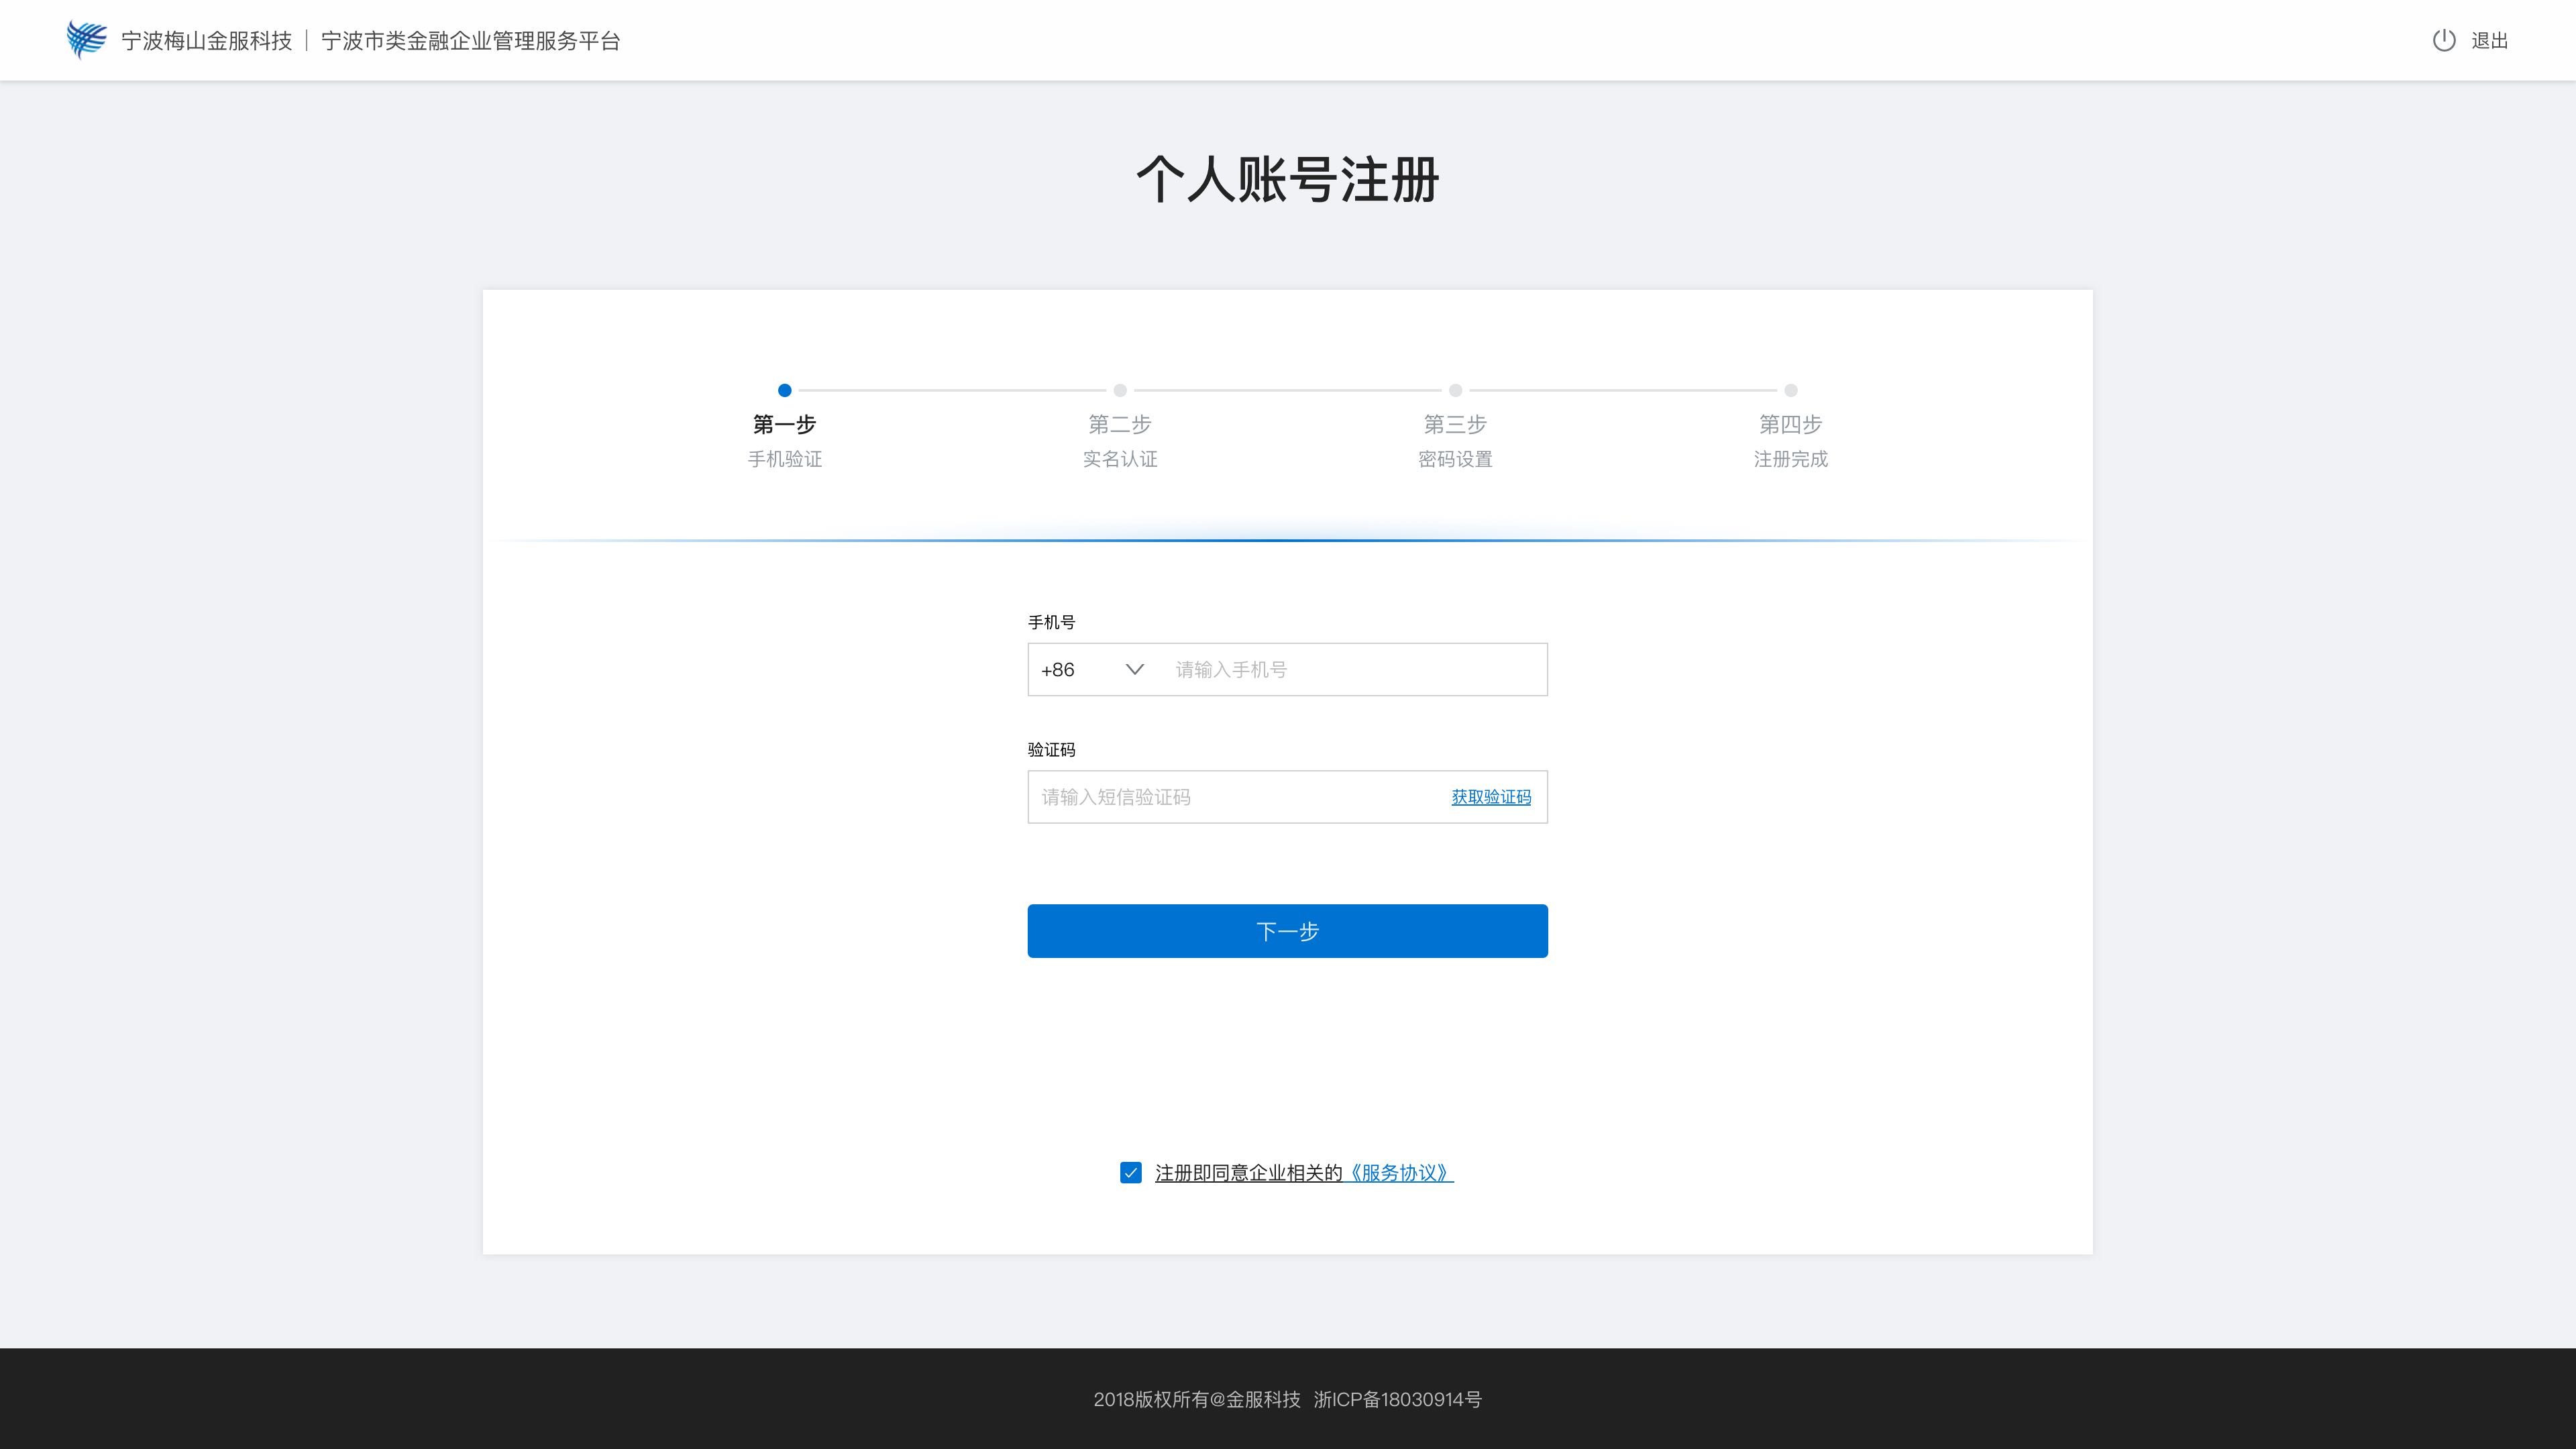 宁波梅山金服科技 | 宁波市类金融企业管理服务平台
退出
个人账号注册
第一步
手机验证
第二步
实名认证
第三步
密码设置
第四步
注册完成
手机号
+86
请输入手机号
验证码
请输入短信验证码
获取验证码
下一步
注册即同意企业相关的《服务协议》
2018版权所有@金服科技 浙ICP备18030914号